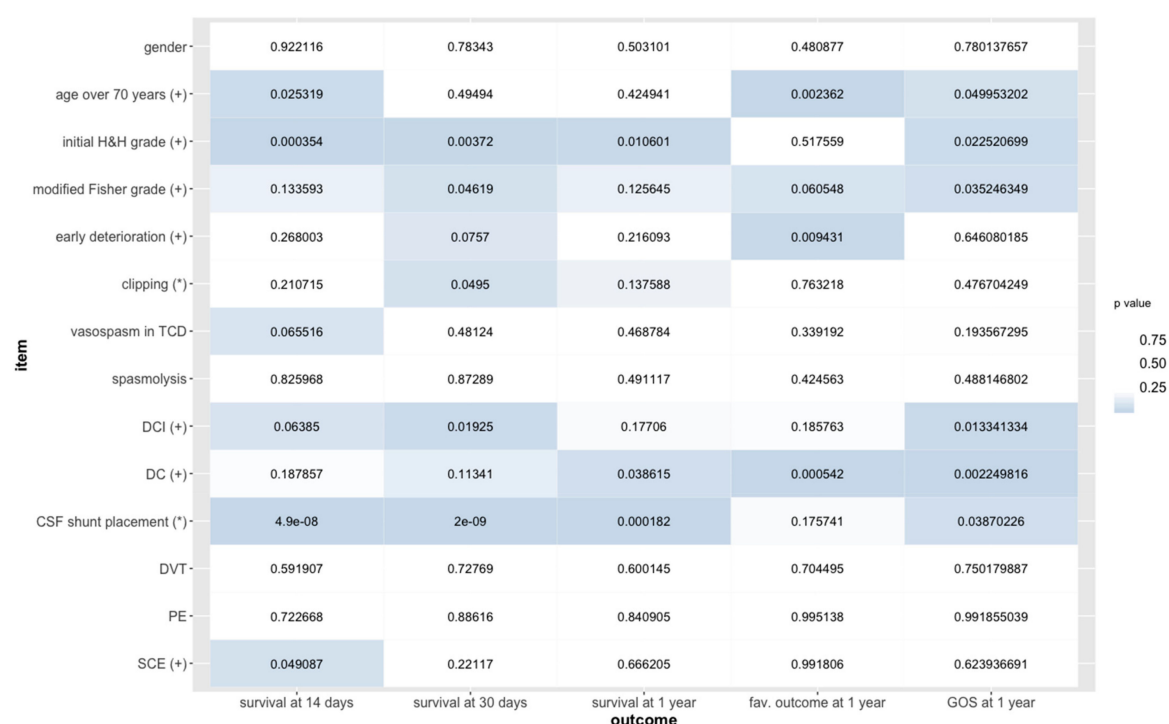 gender 0.922116 0.78343 0.503101 0.480877 0.780137657
age over 70 years (+) 0.025319 0.49494 0.424941 0.002362 0.049953202
initial H&H grade (+) 0.000354 0.00372 0.010601 0.517559 0.022520699
modified Fisher grade (+) 0.133593 0.04619 0.125645 0.060548 0.035246349
early deterioration (+) 0.268003 0.0757 0.216093 0.009431 0.646080185
clipping (*) 0.210715 0.0495 0.137588 0.763218 0.476704249
vasospasm in TCD 0.065516 0.48124 0.468784 0.339192 0.193567295
spasmolysis 0.825968 0.87289 0.491117 0.424563 0.488146802
DCI (+) 0.06385 0.01925 0.17706 0.185763 0.013341334
DC (+) 0.187857 0.11341 0.038615 0.000542 0.002249816
CSF shunt placement (*) 4.9e-08 2e-09 0.000182 0.175741 0.03870226
DVT 0.591907 0.72769 0.600145 0.704495 0.750179887
PE 0.722668 0.88616 0.840905 0.995138 0.991855039
SCE (+) 0.049087 0.22117 0.666205 0.991806 0.623936691
survival at 14 days survival at 30 days survival at 1 year fav. outcome at 1 year GOS at 1 year
outcome
item
p value
0.75
0.50
0.25